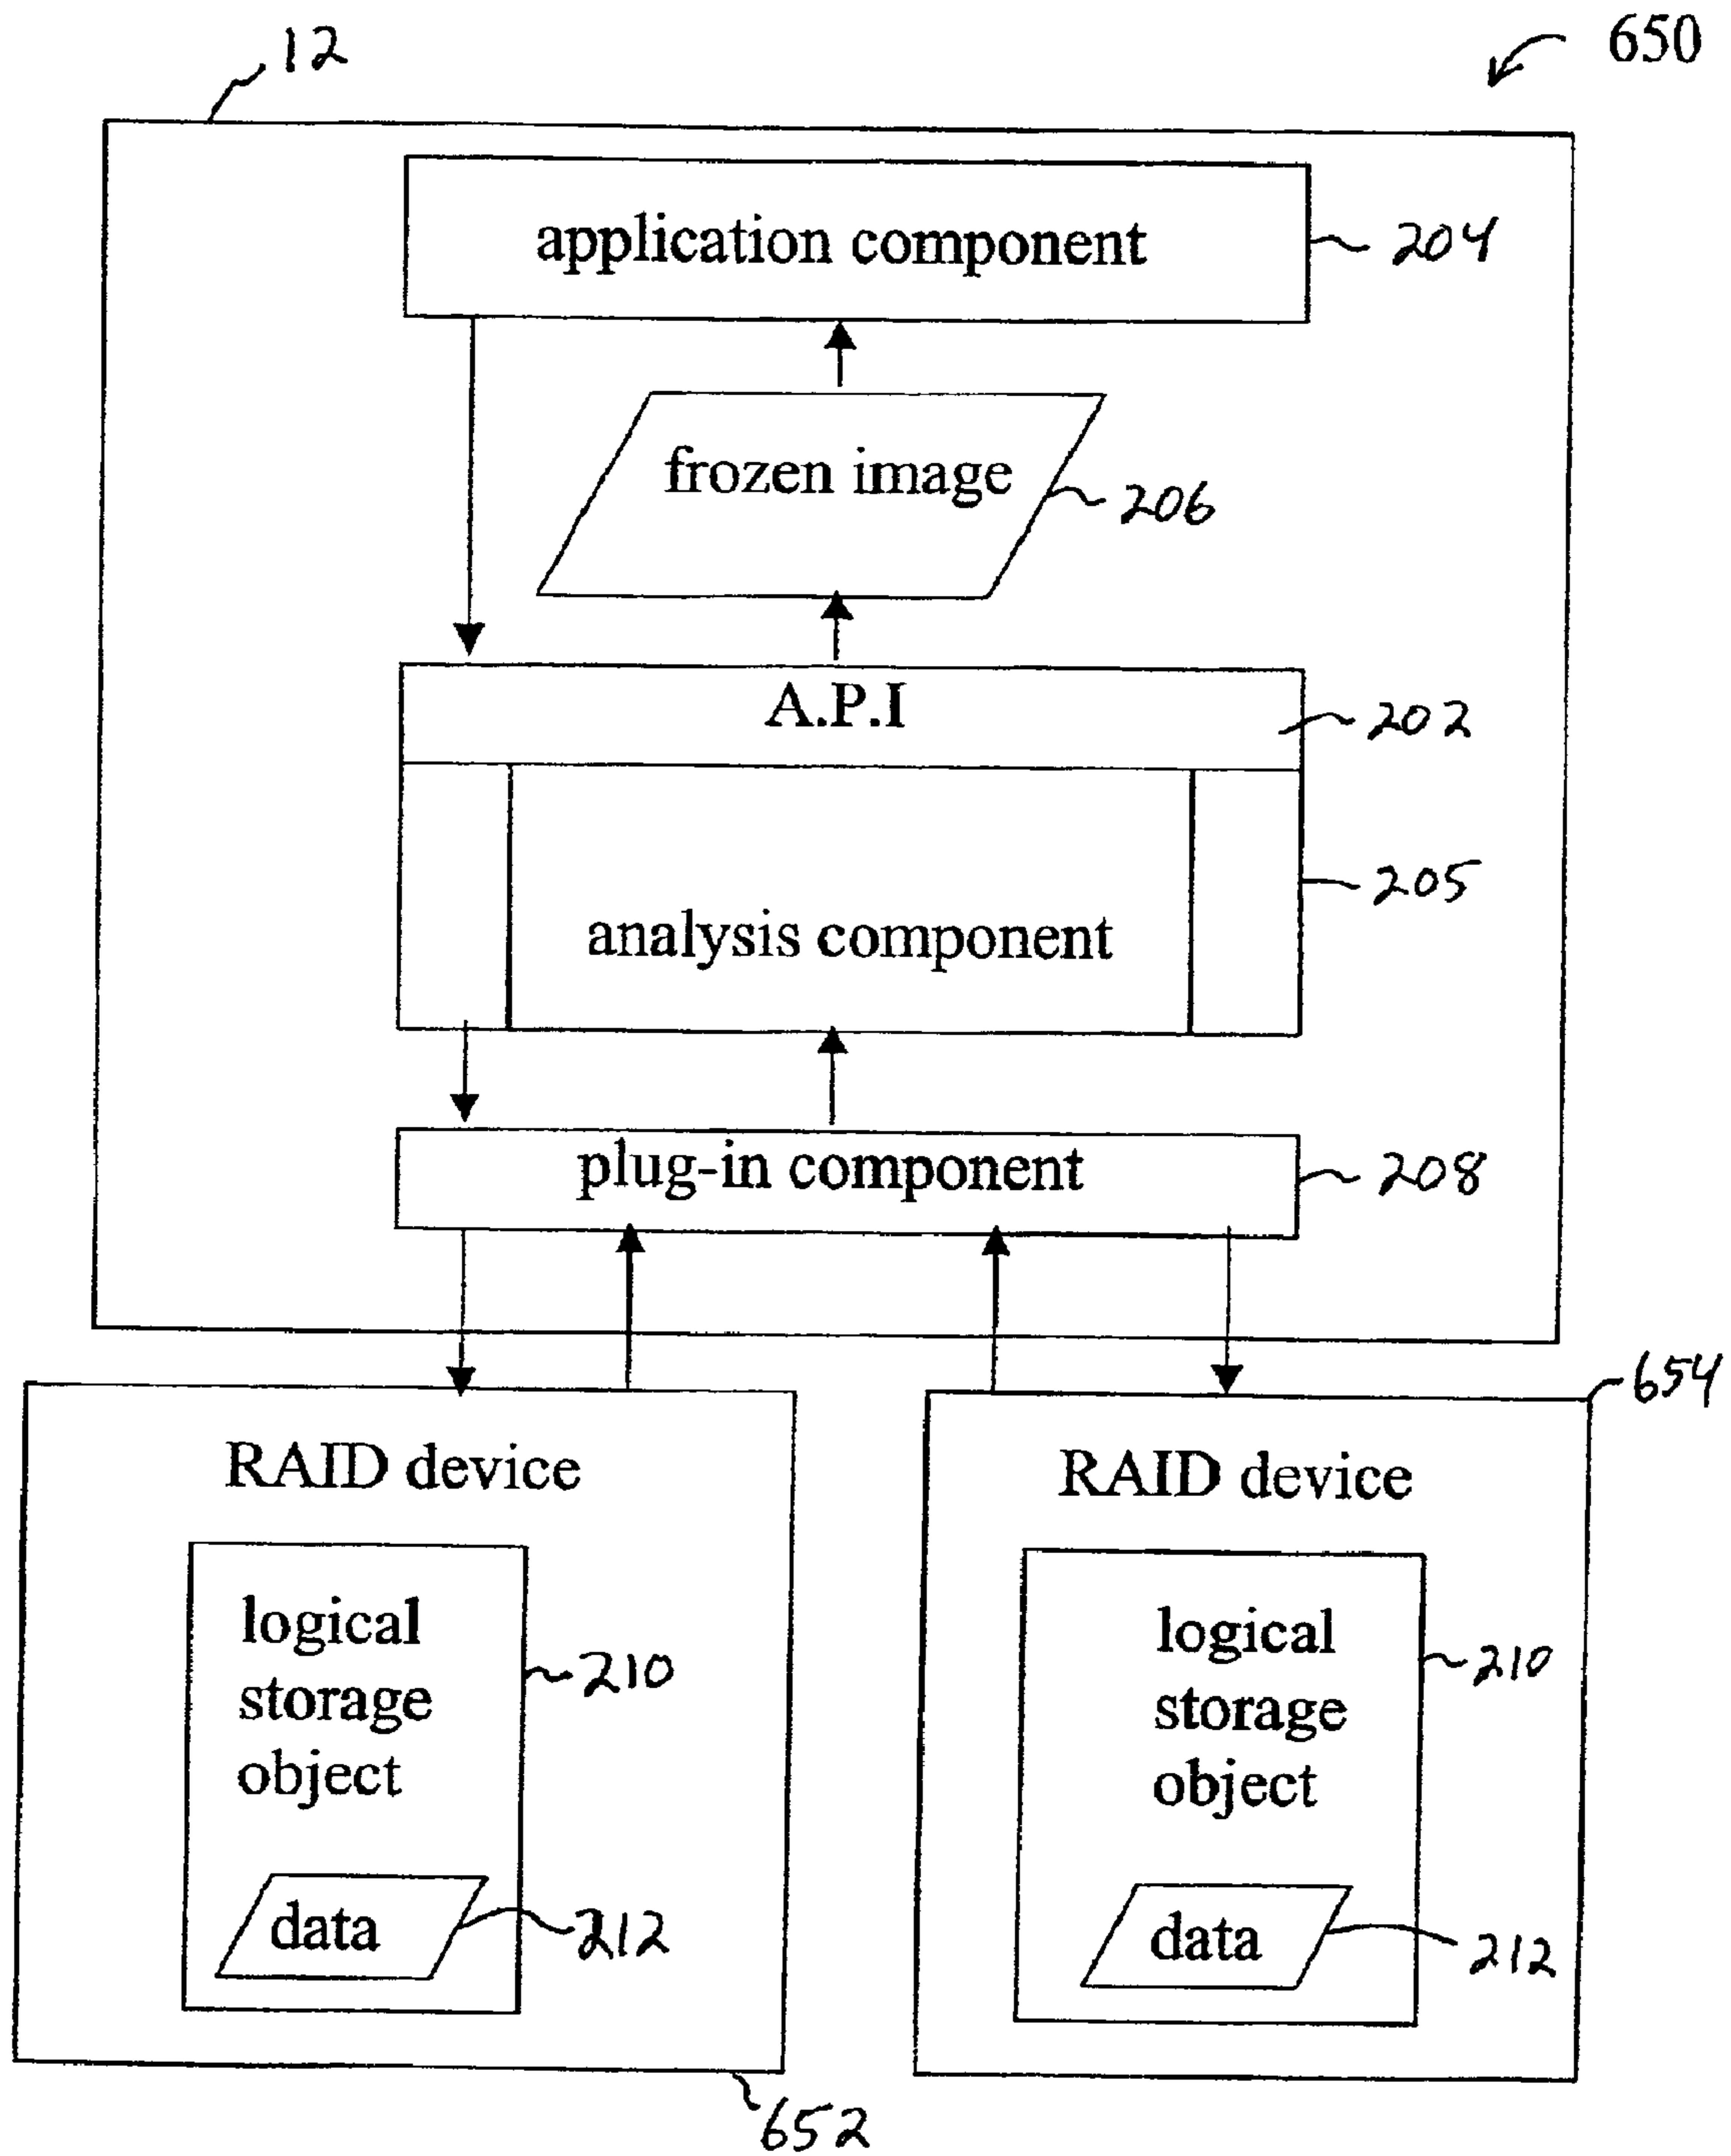 12
650
application component
204
frozen image
206
A.P.I
202
205
analysis component
plug-in component
208
654
RAID device
logical
storage
object
210
data
212
652
RAID device
logical
storage
object
210
data
212